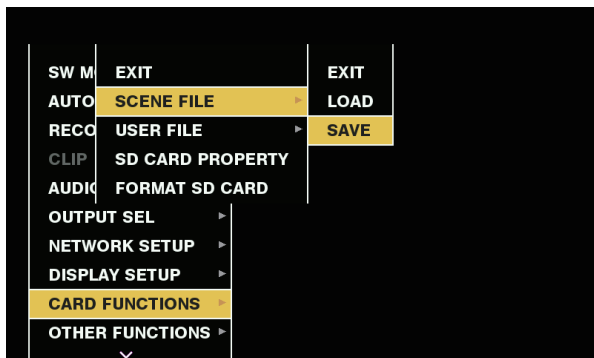 SW M
AUTO
RECO
CLIP
AUDIO
OUTPUT SEL
NETWORK SETUP
DISPLAY SETUP
CARD FUNCTIONS
OTHER FUNCTIONS
EXIT
SCENE FILE
USER FILE
SD CARD PROPERTY
FORMAT SD CARD
EXIT
LOAD
SAVE